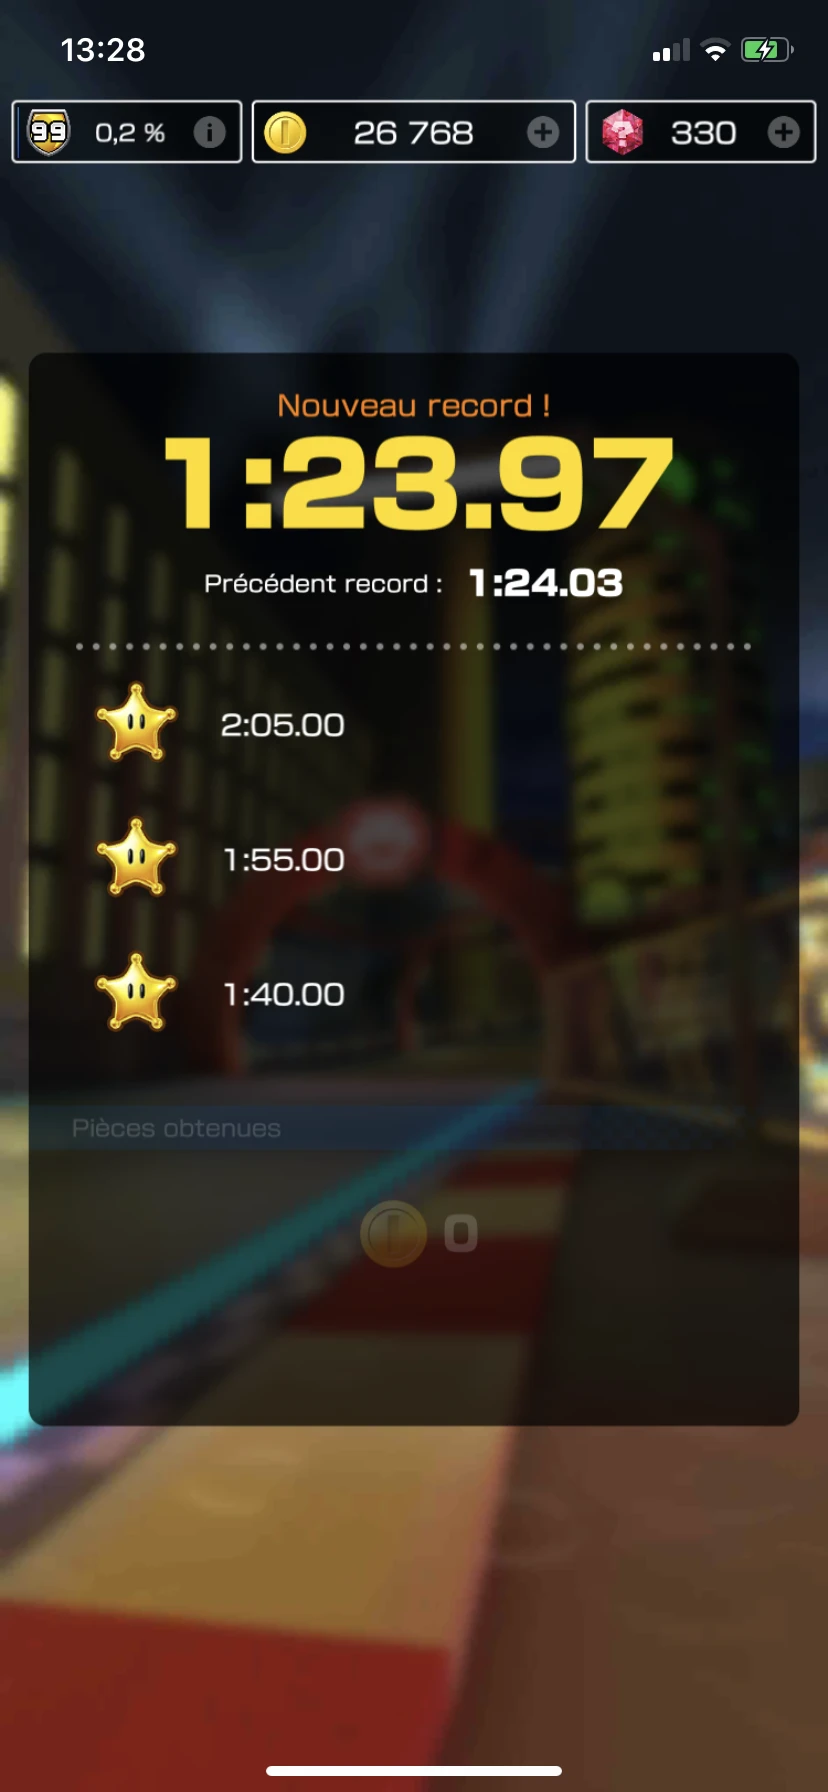 13:28
99 0,2 % i 26 768 + ? 330 +
Nouveau record !
1:23.97
Précédent record : 1:24.03
2:05.00
1:55.00
1:40.00
Pièces obtenues
0